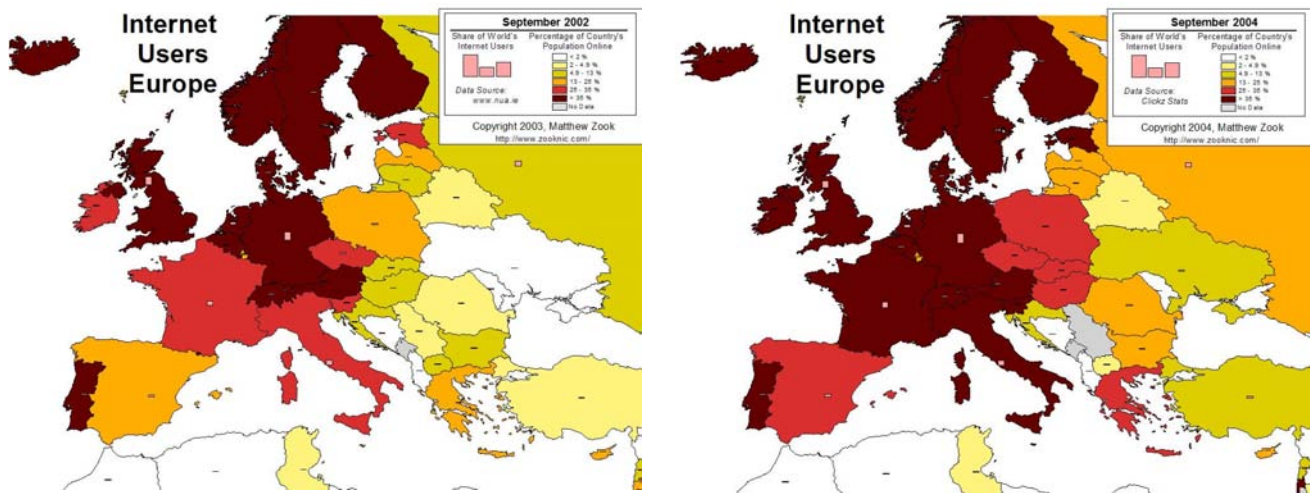 Internet
Users
Europe
September 2002
Share of World's
Internet Users
Data Source:
www.nua.ie
Percentage of Country's
Population Online
< 2 %
2 - 4.9 %
4.9 - 13 %
13 - 25 %
25 - 35 %
> 35 %
No Data
Copyright 2003, Matthew Zook
http://www.zooknic.com/
Internet
Users
Europe
September 2004
Share of World's
Internet Users
Data Source:
Clickz Stats
Percentage of Country's
Population Online
< 2 %
2 - 4.9 %
4.9 - 13 %
13 - 25 %
25 - 35 %
> 35 %
No Data
Copyright 2004, Matthew Zook
http://www.zooknic.com/